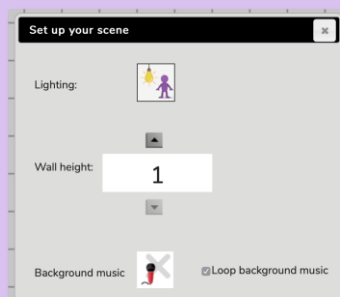 Set up your scene
Lighting:
Wall height:
1
Background music
Loop background music